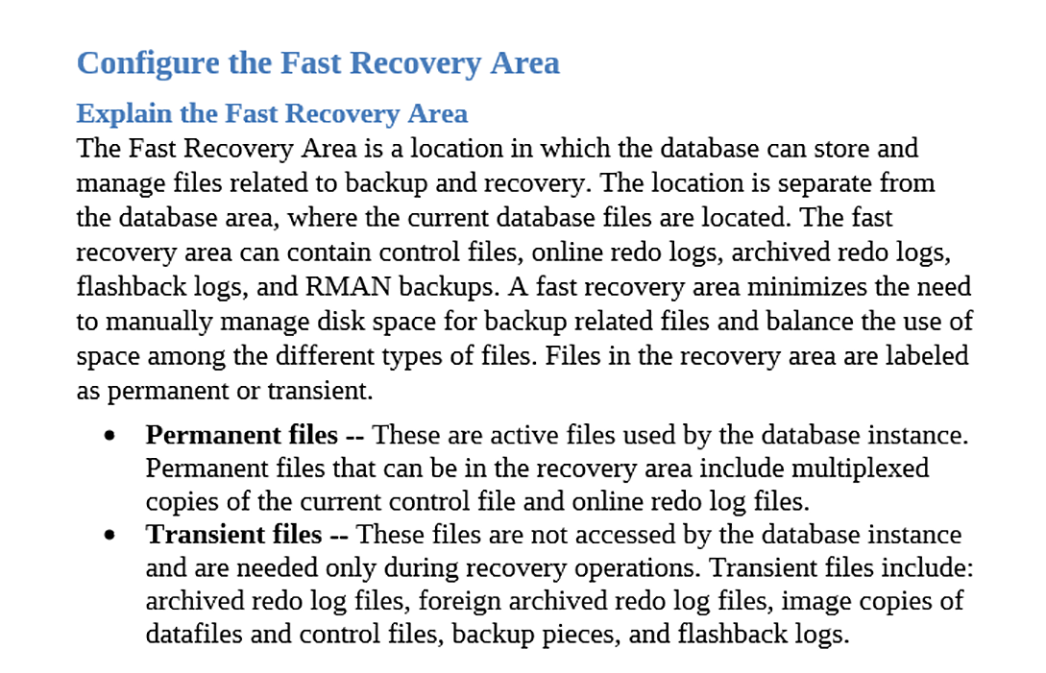 Configure the Fast Recovery Area
Explain the Fast Recovery Area
The Fast Recovery Area is a location in which the database can store and
manage files related to backup and recovery. The location is separate from
the database area, where the current database files are located. The fast
recovery area can contain control files, online redo logs, archived redo logs,
flashback logs, and RMAN backups. A fast recovery area minimizes the need
to manually manage disk space for backup related files and balance the use of
space among the different types of files. Files in the recovery area are labeled
as permanent or transient.
• Permanent files -- These are active files used by the database instance.
Permanent files that can be in the recovery area include multiplexed
copies of the current control file and online redo log files.
• Transient files -- These files are not accessed by the database instance
and are needed only during recovery operations. Transient files include:
archived redo log files, foreign archived redo log files, image copies of
datafiles and control files, backup pieces, and flashback logs.